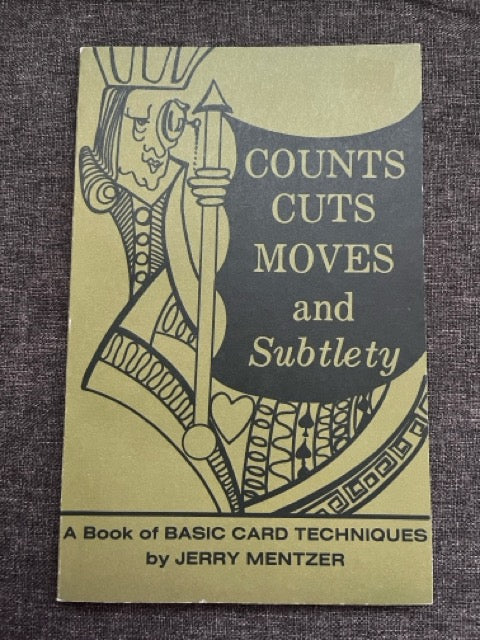 COUNTS
CUTS
MOVES
and
Subtlety
A Book of BASIC CARD TECHNIQUES
by JERRY MENTZER